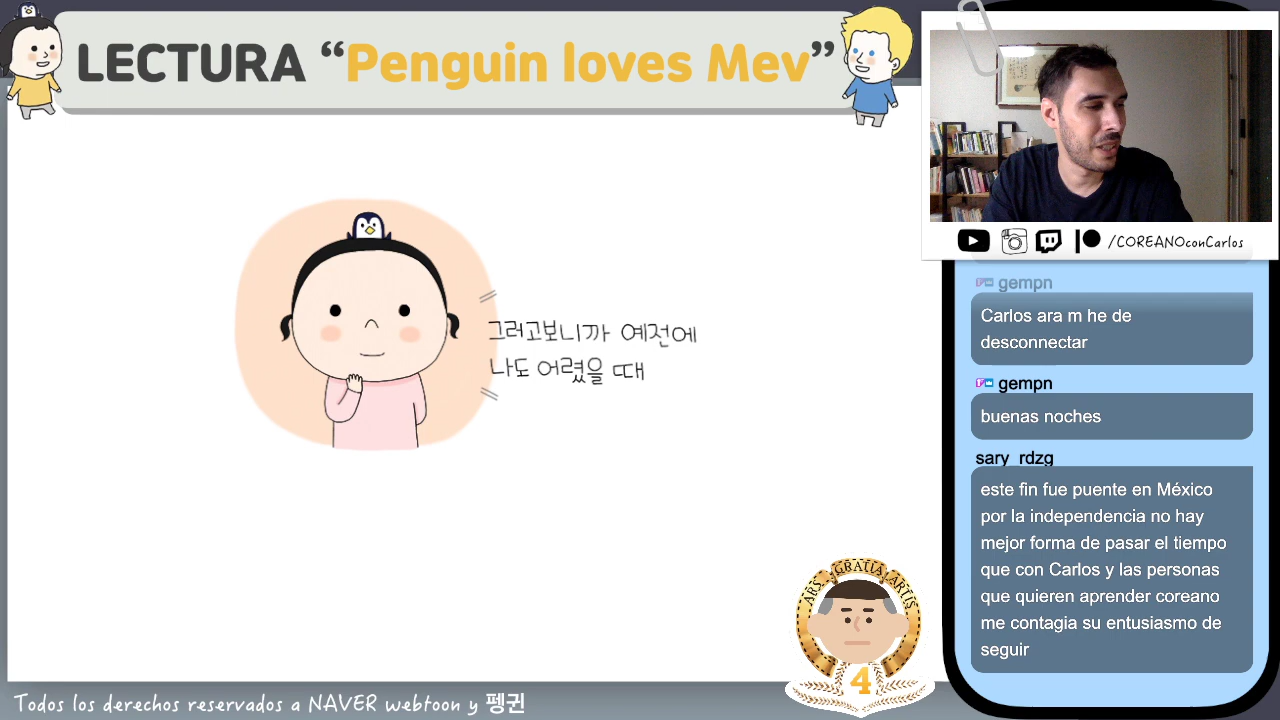 LECTURA “Penguin loves Mev”
그러고보니까 예전에
나도 어렸을 때
/COREANOconCarlos
gempn
Carlos ara m he de
desconnectar
gempn
buenas noches
sary_rdzg
este fin fue puente en México
por la independencia no hay
mejor forma de pasar el tiempo
que con Carlos y las personas
que quieren aprender coreano
me contagia su entusiasmo de
seguir
ARS GRATIA ARTIS
4
Todos los derechos reservados a NAVER webtoon y 펭귄